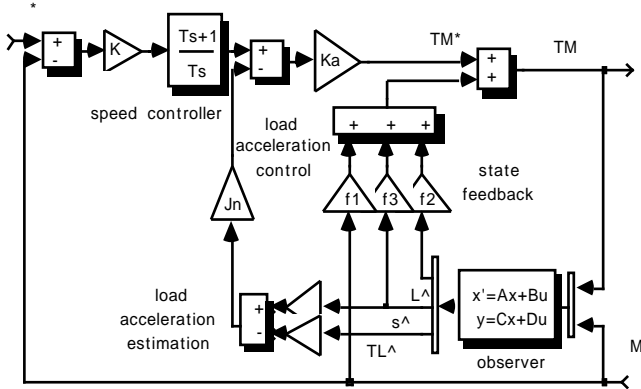 *
+
-
K
Ts+1
Ts
+
-
Ka
TM*
+
+
TM
speed controller
load
acceleration
control
+ + +
state
feedback
f1 f3 f2
Jn
load
acceleration
estimation
+
-
L^
s^
TL^
x'=Ax+Bu
y=Cx+Du
observer
M